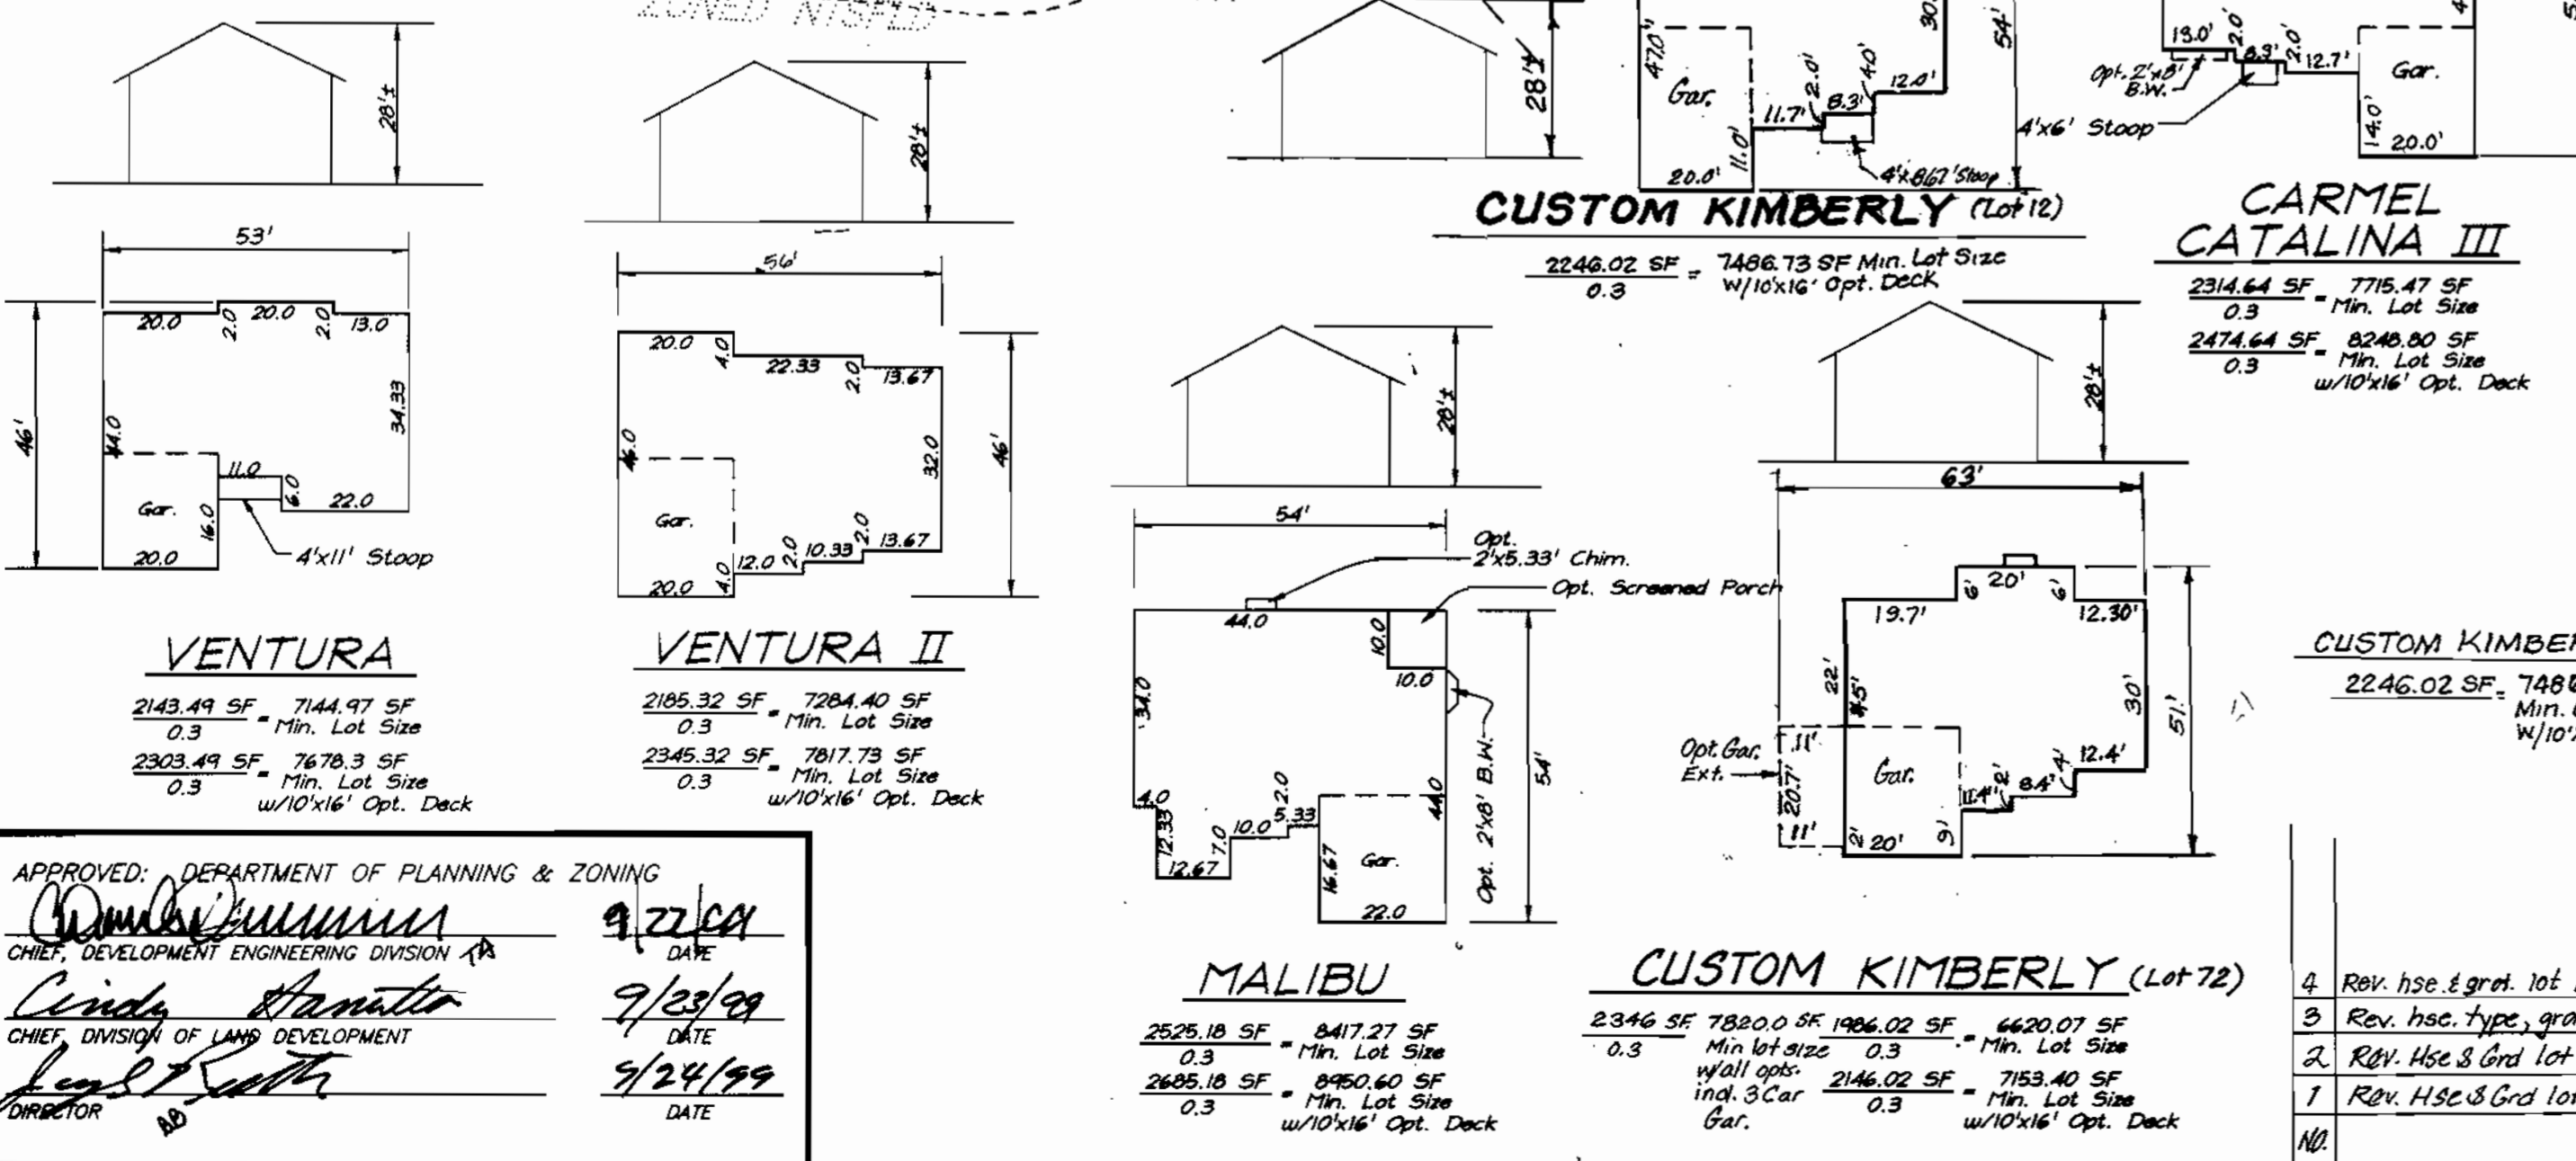 ZONED
28'±
53'
20.0 2.0 20.0 2.0 13.0
46'
44.0
34.33
11.0
6.0
22.0
Gar.
16.0
20.0
4'x11' Stoop
VENTURA
2143.49 SF = 7144.97 SF
0.3 Min. Lot Size
2303.49 SF = 7678.3 SF
0.3 Min. Lot Size
w/10'x16' Opt. Deck
28'±
56'
20.0 4.0
22.33 2.0 13.67
46.0
32.0
46'
Gar.
12.0 2.0 10.33 2.0 13.67
20.0 4.0
VENTURA II
2185.32 SF = 7284.40 SF
0.3 Min. Lot Size
2345.32 SF = 7817.73 SF
0.3 Min. Lot Size
w/10'x16' Opt. Deck
28'±
47.0'
30.
54'
Gar.
11.7' 2.0' 8.3' 4.0' 12.0'
11.0'
20.0'
4'x8.67' Stoop
CUSTOM KIMBERLY (Lot 12)
2246.02 SF = 7486.73 SF Min. Lot Size
0.3 W/10'x16' Opt. Deck
13.0' 2.0' 8.3' 2.0' 12.7'
Opt. 2'x8'
B.W.
4'x6' Stoop
Gar.
14.0'
20.0'
CARMEL
CATALINA III
2314.64 SF = 7715.47 SF
0.3 Min. Lot Size
2474.64 SF = 8248.80 SF
0.3 Min. Lot Size
w/10'x16' Opt. Deck
28'±
54'
Opt.
2'x5.33' Chim.
Opt. Screened Porch
44.0
10.0
10.0
34.0
4.0
12.33
12.67
7.0
10.0
5.33
2.0
16.67
Gar.
44.0
22.0
Opt. 2'x8' B.W.
54'
MALIBU
2525.18 SF = 8417.27 SF
0.3 Min. Lot Size
2685.18 SF = 8950.60 SF
0.3 Min. Lot Size
w/10'x16' Opt. Deck
28'±
63'
6' 20' 6'
19.7' 12.30'
22'
45'
30'
51'
Opt. Gar.
Ext.
11'
20.7'
11'
Gar.
11.4' 2' 8.4' 4' 12.4'
2' 20' 9'
CUSTOM KIMBERLY (Lot 72)
2346 SF 7820.0 SF
0.3 Min lot size
w/all opts.
incl. 3 Car
Gar.
1986.02 SF = 6620.07 SF
0.3 Min. Lot Size
2146.02 SF = 7153.40 SF
0.3 Min. Lot Size
w/10'x16' Opt. Deck
CUSTOM KIMBER
2246.02 SF = 748
Min.
W/10'
APPROVED: DEPARTMENT OF PLANNING & ZONING
9/22/99
CHIEF, DEVELOPMENT ENGINEERING DIVISION DATE
Cindy Hamilton 9/23/99
CHIEF, DIVISION OF LAND DEVELOPMENT DATE
9/24/99
DIRECTOR DATE
4 Rev. hse. & grd. lot
3 Rev. hse. type, gra
2 Rev. Hse & Grd lot
1 Rev. Hse & Grd lot
NO.